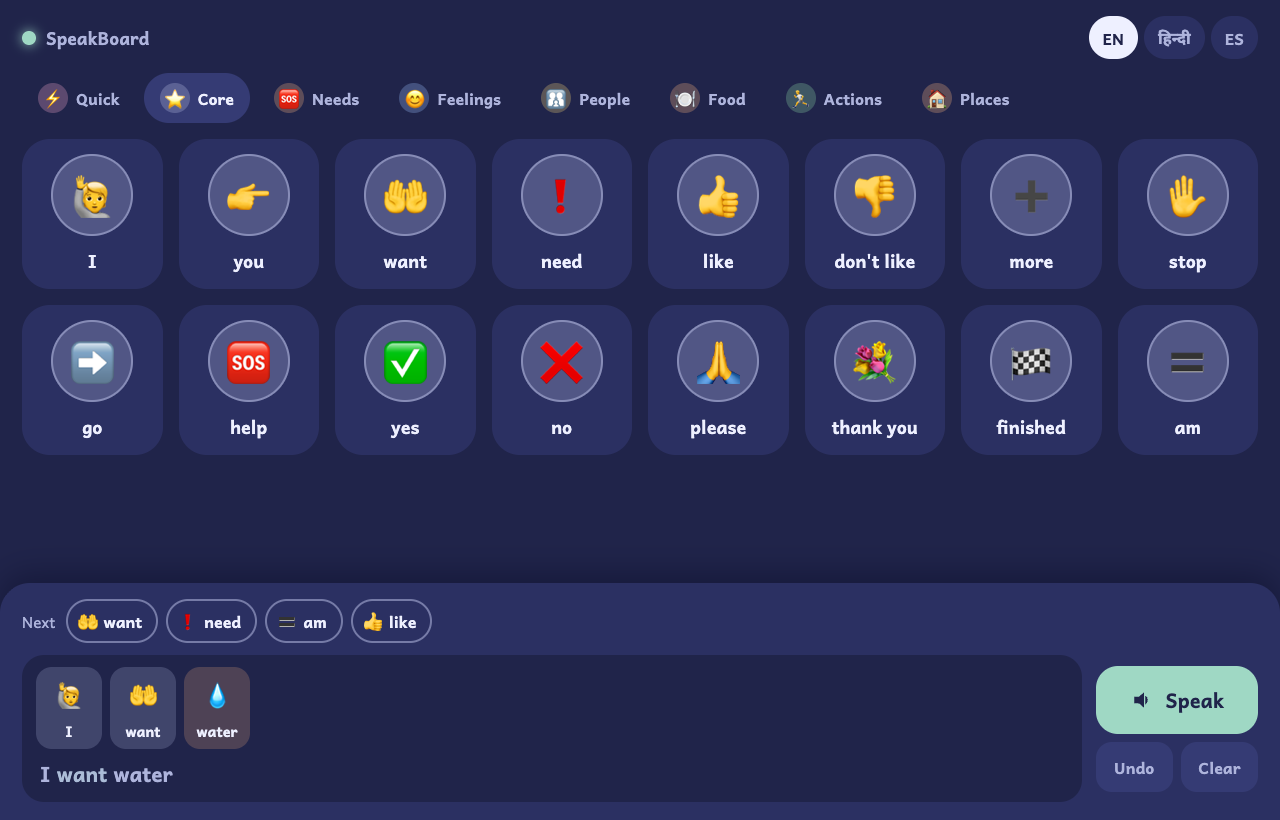 SpeakBoard
EN हिन्दी ES
Quick Core SOS Needs Feelings People Food Actions Places
I you want need like don't like more stop
SOS
go help yes no please thank you finished am
Next want need am like
I want water
I want water
Speak
Undo Clear